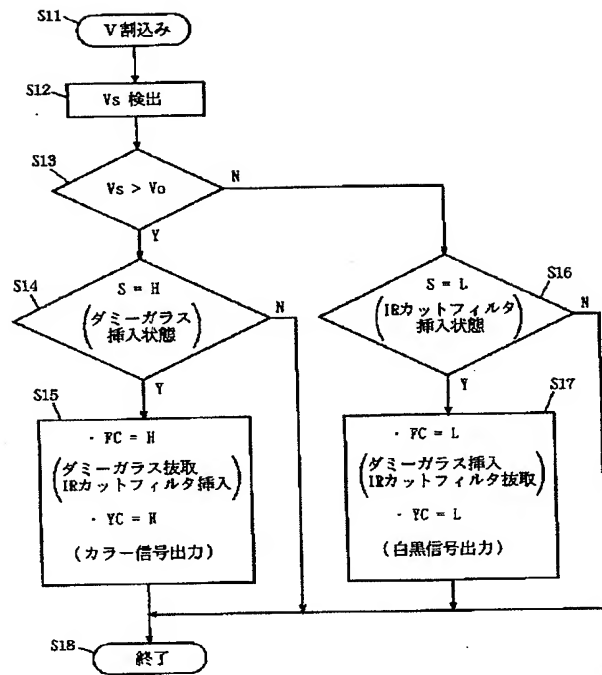 S11
V割込み
S12
Vs 検出
S13
Vs > Vo
N
Y
S14
S = H
(ダミーガラス
挿入状態)
N
Y
S16
S = L
(IRカットフィルタ
挿入状態)
N
Y
S15
・FC = H
(ダミーガラス抜取
IRカットフィルタ挿入)
・YC = H
(カラー信号出力)
S17
・FC = L
(ダミーガラス挿入
IRカットフィルタ抜取)
・YC = L
(白黒信号出力)
S18
終了